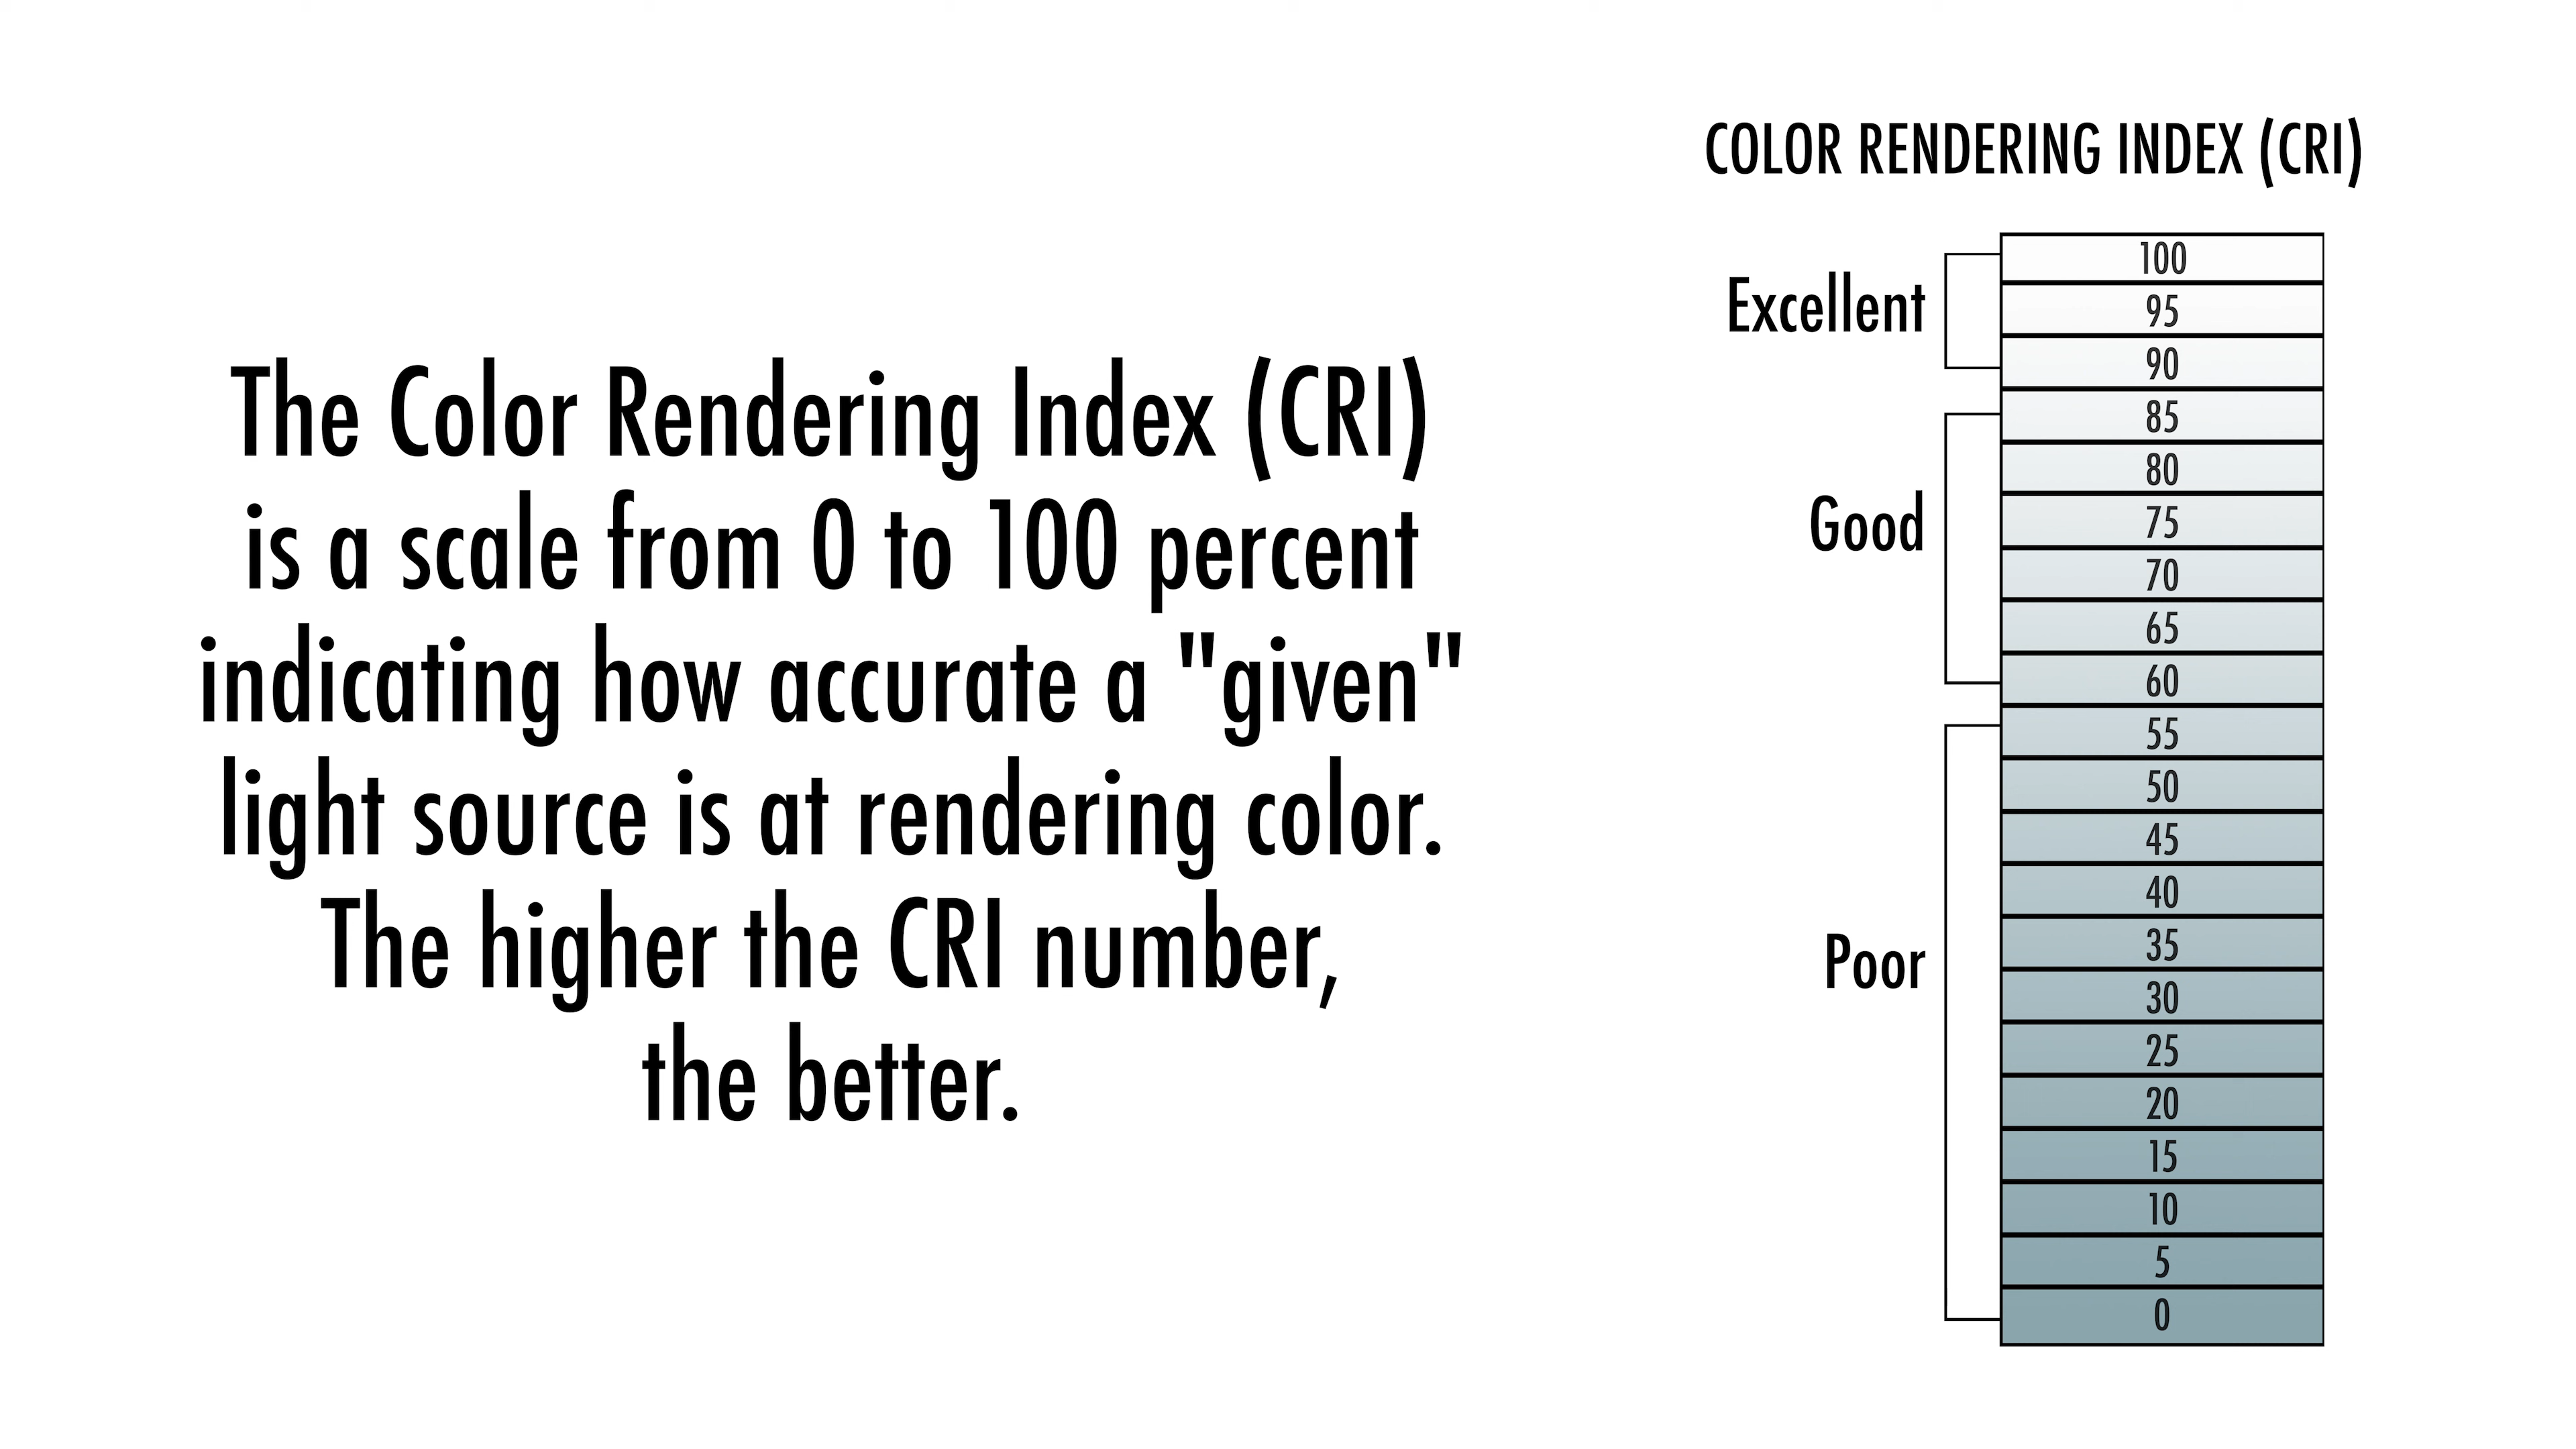 The Color Rendering Index (CRI)
is a scale from 0 to 100 percent
indicating how accurate a "given"
light source is at rendering color.
The higher the CRI number,
the better.
COLOR RENDERING INDEX (CRI)
Excellent
Good
Poor
100
95
90
85
80
75
70
65
60
55
50
45
40
35
30
25
20
15
10
5
0